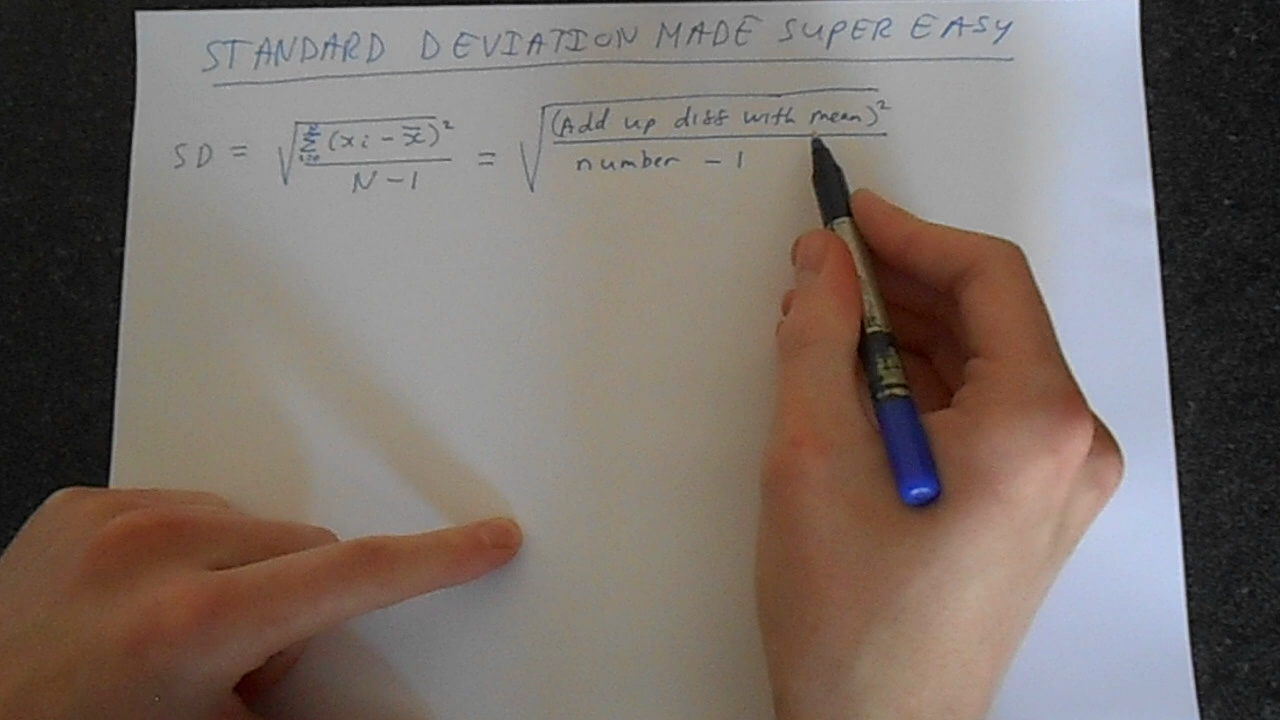 STANDARD DEVIATION MADE SUPER EASY
SD = √(Σ(xi - x̄)² / N - 1) = √((Add up diff with mean)² / number - 1)